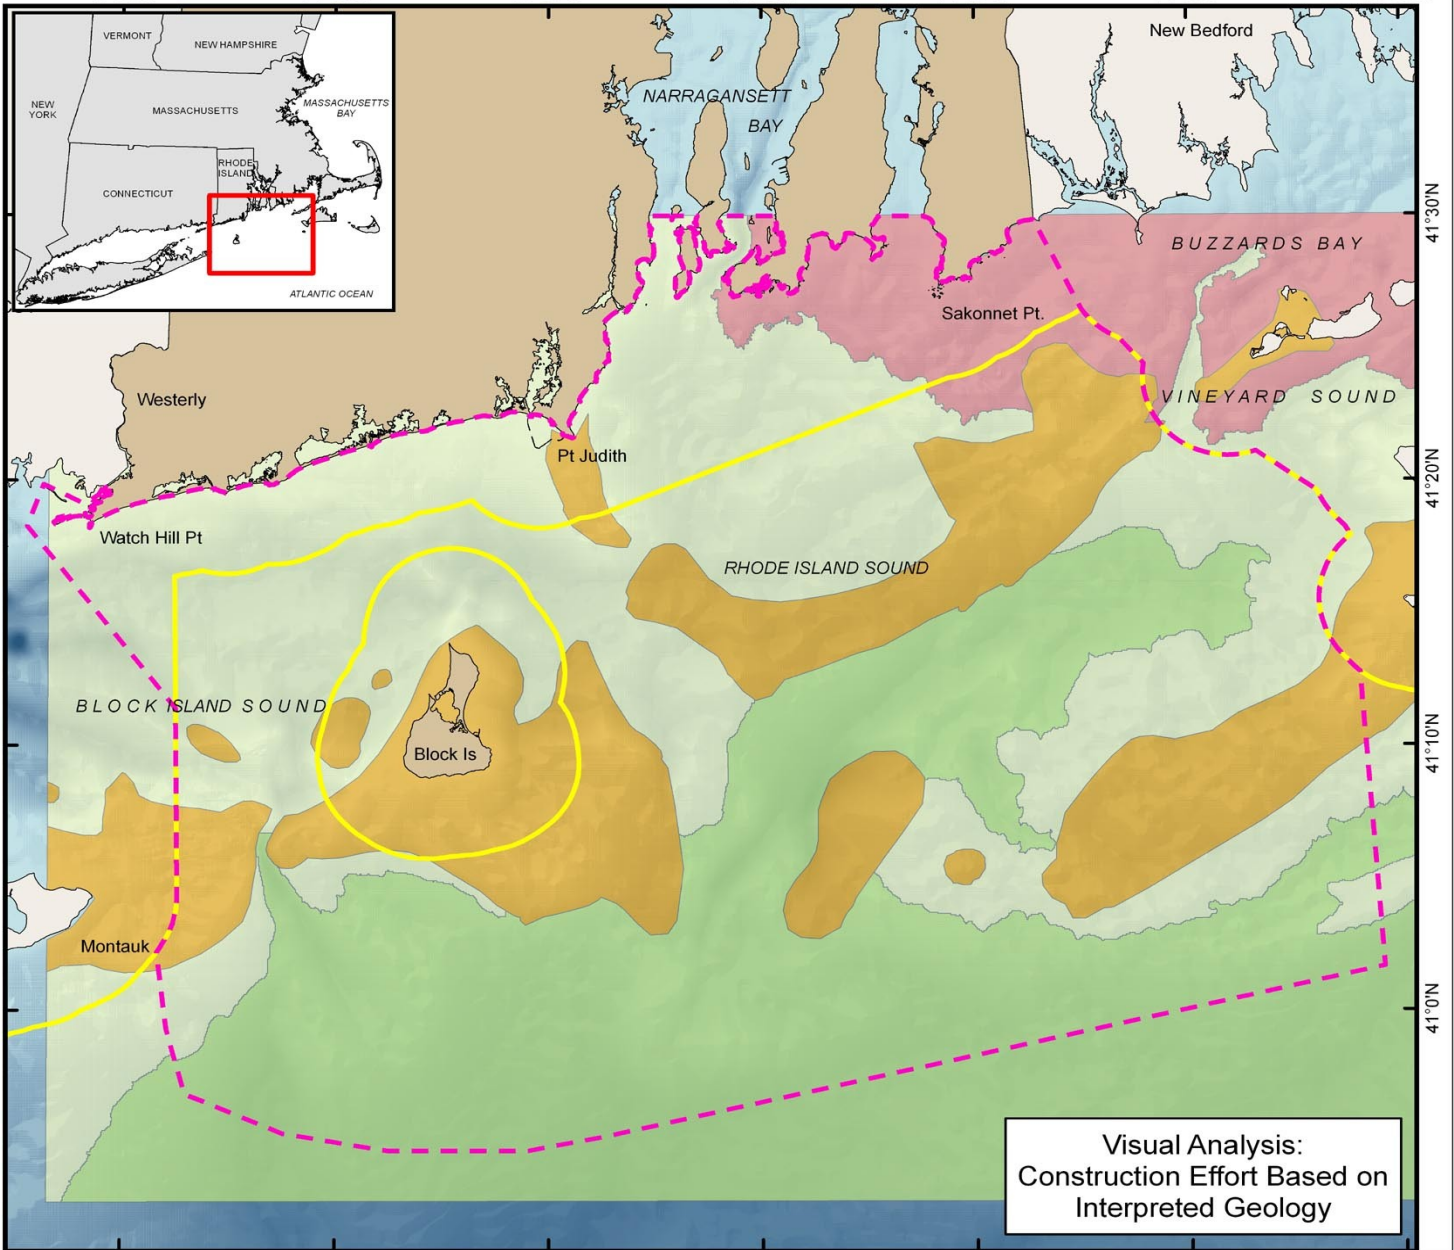 VERMONT
NEW HAMPSHIRE
NEW
YORK
MASSACHUSETTS
MASSACHUSETTS
BAY
RHODE
ISLAND
CONNECTICUT
ATLANTIC OCEAN
New Bedford
NARRAGANSETT
BAY
41°30'N
BUZZARDS BAY
Sakonnet Pt.
Westerly
VINEYARD SOUND
Pt Judith
41°20'N
Watch Hill Pt
RHODE ISLAND SOUND
BLOCK ISLAND SOUND
Block Is
41°10'N
Montauk
41°0'N
Visual Analysis:
Construction Effort Based on
Interpreted Geology